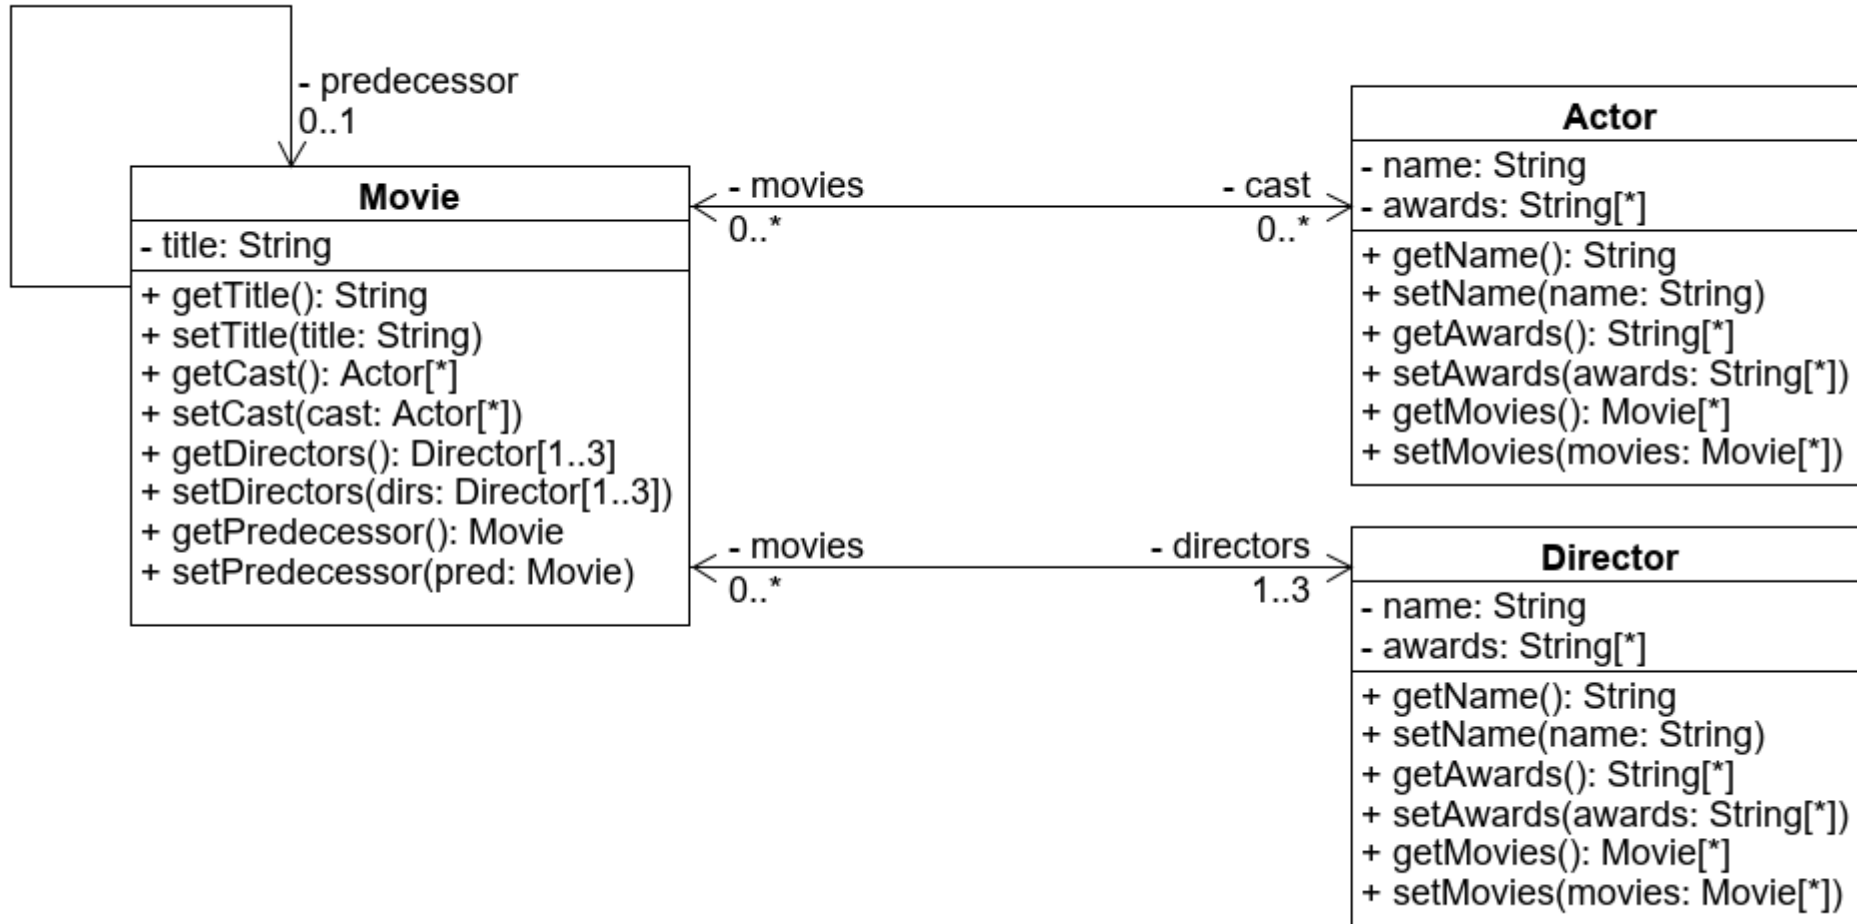 - predecessor
0..1
Movie
- title: String
+ getTitle(): String
+ setTitle(title: String)
+ getCast(): Actor[*]
+ setCast(cast: Actor[*])
+ getDirectors(): Director[1..3]
+ setDirectors(dirs: Director[1..3])
+ getPredecessor(): Movie
+ setPredecessor(pred: Movie)
- movies
0..*
- cast
0..*
Actor
- name: String
- awards: String[*]
+ getName(): String
+ setName(name: String)
+ getAwards(): String[*]
+ setAwards(awards: String[*])
+ getMovies(): Movie[*]
+ setMovies(movies: Movie[*])
- movies
0..*
- directors
1..3
Director
- name: String
- awards: String[*]
+ getName(): String
+ setName(name: String)
+ getAwards(): String[*]
+ setAwards(awards: String[*])
+ getMovies(): Movie[*]
+ setMovies(movies: Movie[*])